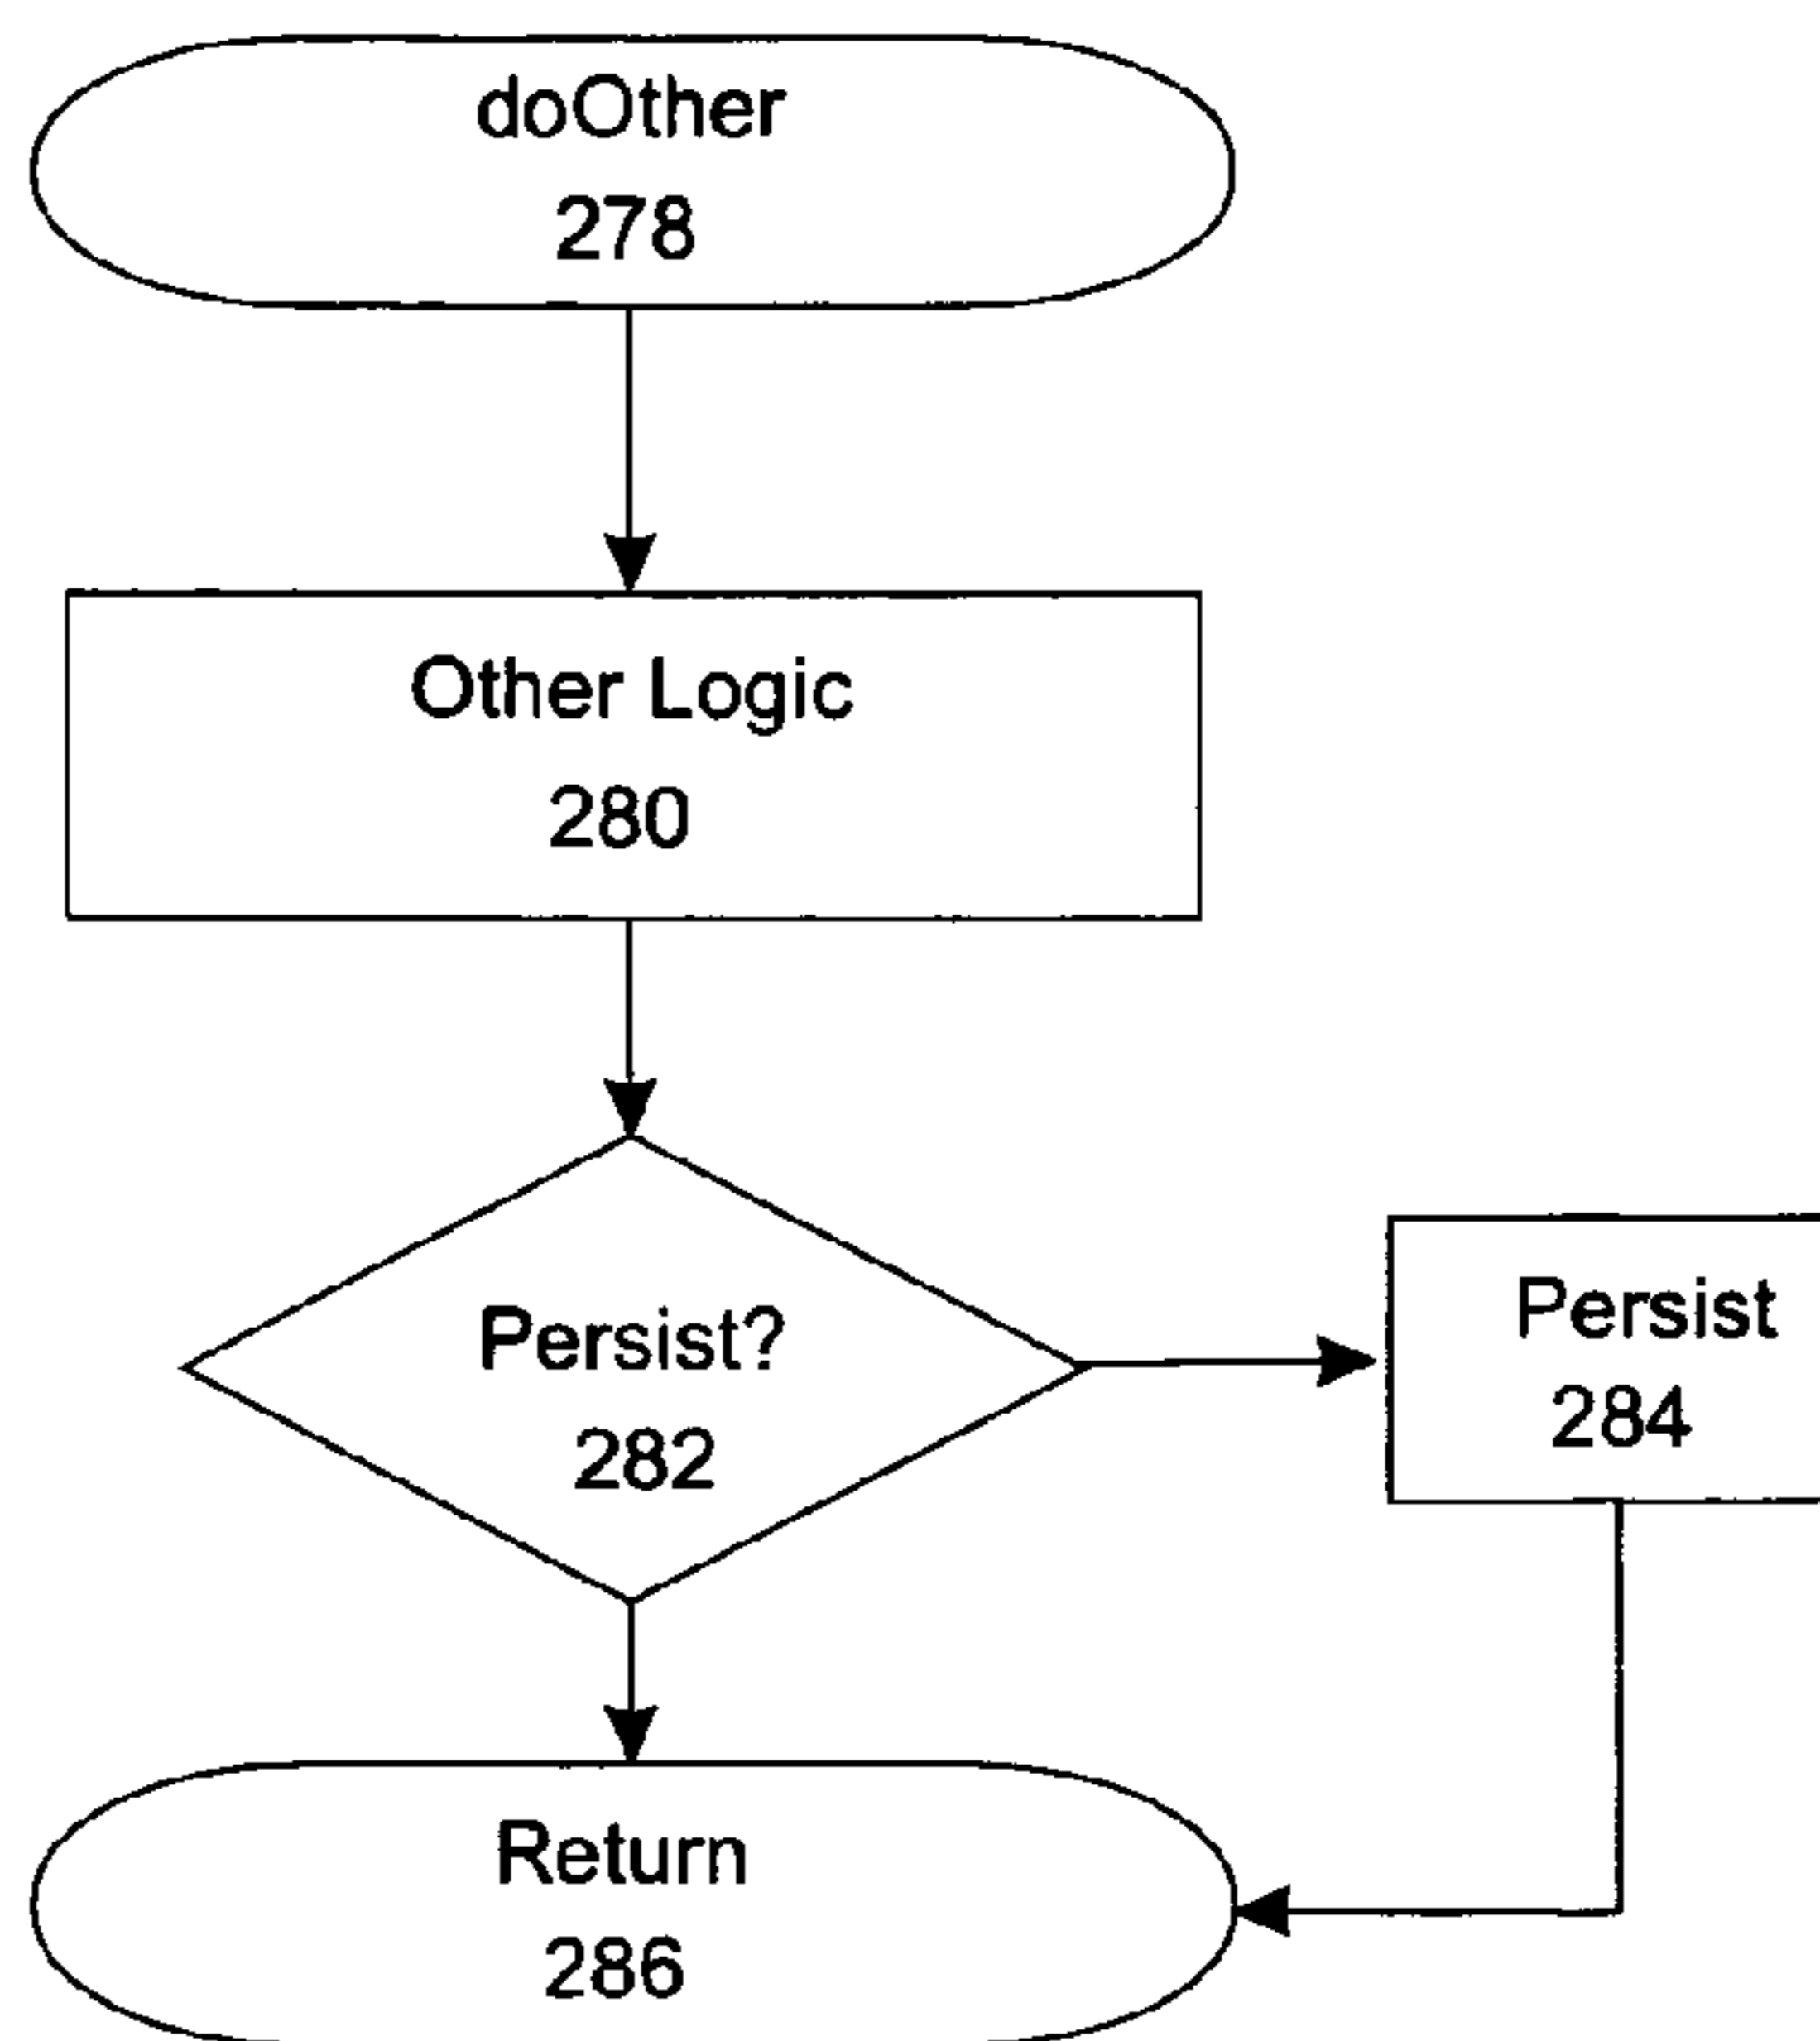 doOther
278
Other Logic
280
Persist?
282
Persist
284
Return
286